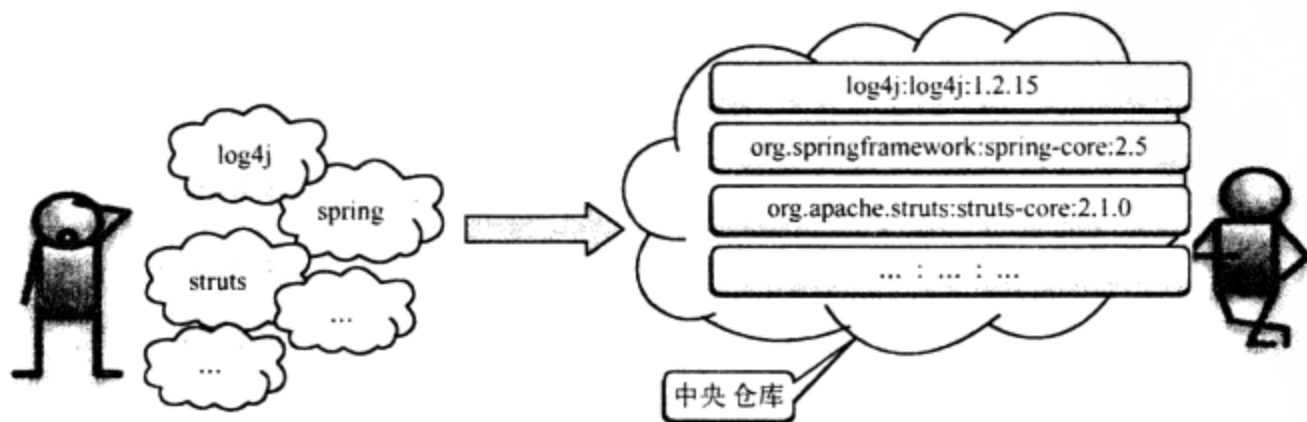 log4j
spring
struts
...
...
log4j:log4j:1.2.15
org.springframework:spring-core:2.5
org.apache.struts:struts-core:2.1.0
... : ... : ...
中央仓库